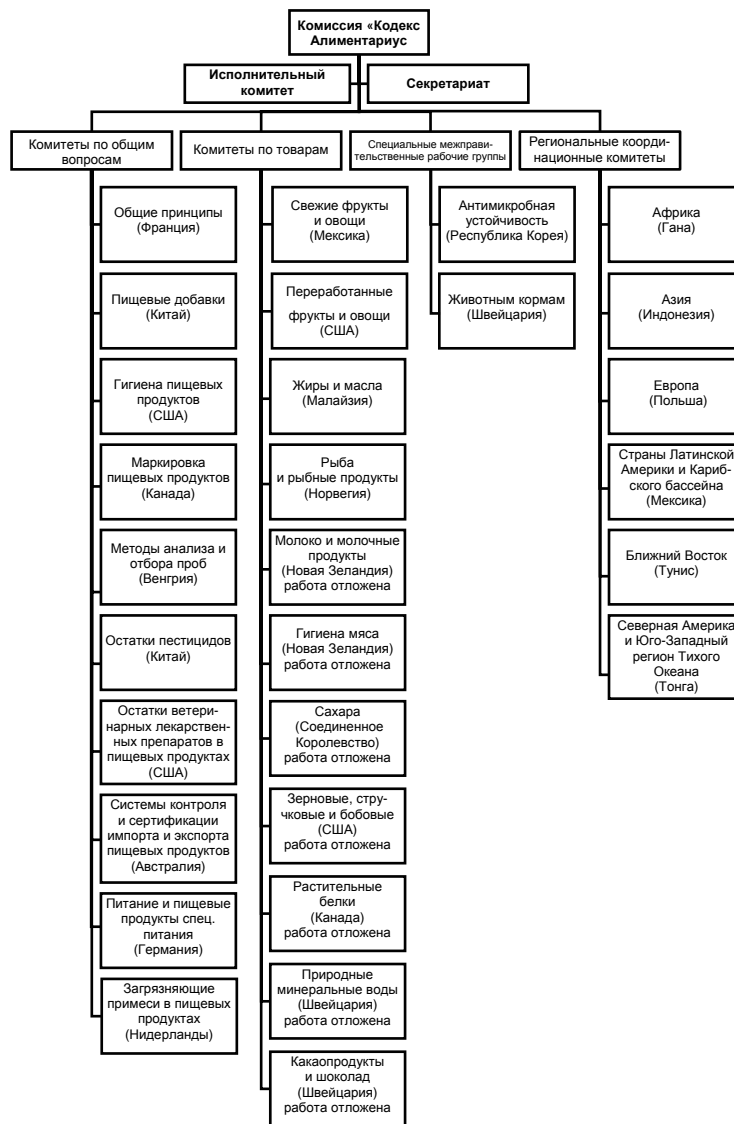 Комиссия «Кодекс
Алиментариус
Исполнительный
комитет
Секретариат
Комитеты по общим
вопросам
Комитеты по товарам
Специальные межправи-
тельственные рабочие группы
Региональные коорди-
национные комитеты
Общие принципы
(Франция)
Пищевые добавки
(Китай)
Гигиена пищевых
продуктов
(США)
Маркировка
пищевых продуктов
(Канада)
Методы анализа и
отбора проб
(Венгрия)
Остатки пестицидов
(Китай)
Остатки ветери-
нарных лекарствен-
ных препаратов в
пищевых продуктах
(США)
Системы контроля
и сертификации
импорта и экспорта
пищевых продуктов
(Австралия)
Питание и пищевые
продукты спец.
питания
(Германия)
Загрязняющие
примеси в пищевых
продуктах
(Нидерланды)
Свежие фрукты
и овощи
(Мексика)
Переработанные
фрукты и овощи
(США)
Жиры и масла
(Малайзия)
Рыба
и рыбные продукты
(Норвегия)
Молоко и молочные
продукты
(Новая Зеландия)
работа отложена
Гигиена мяса
(Новая Зеландия)
работа отложена
Сахара
(Соединенное
Королевство)
работа отложена
Зерновые, стру-
чковые и бобовые
(США)
работа отложена
Растительные
белки
(Канада)
работа отложена
Природные
минеральные воды
(Швейцария)
работа отложена
Какаопродукты
и шоколад
(Швейцария)
работа отложена
Антимикробная
устойчивость
(Республика Корея)
Животным кормам
(Швейцария)
Африка
(Гана)
Азия
(Индонезия)
Европа
(Польша)
Страны Латинской
Америки и Кариб-
ского бассейна
(Мексика)
Ближний Восток
(Тунис)
Северная Америка
и Юго-Западный
регион Тихого
Океана
(Тонга)